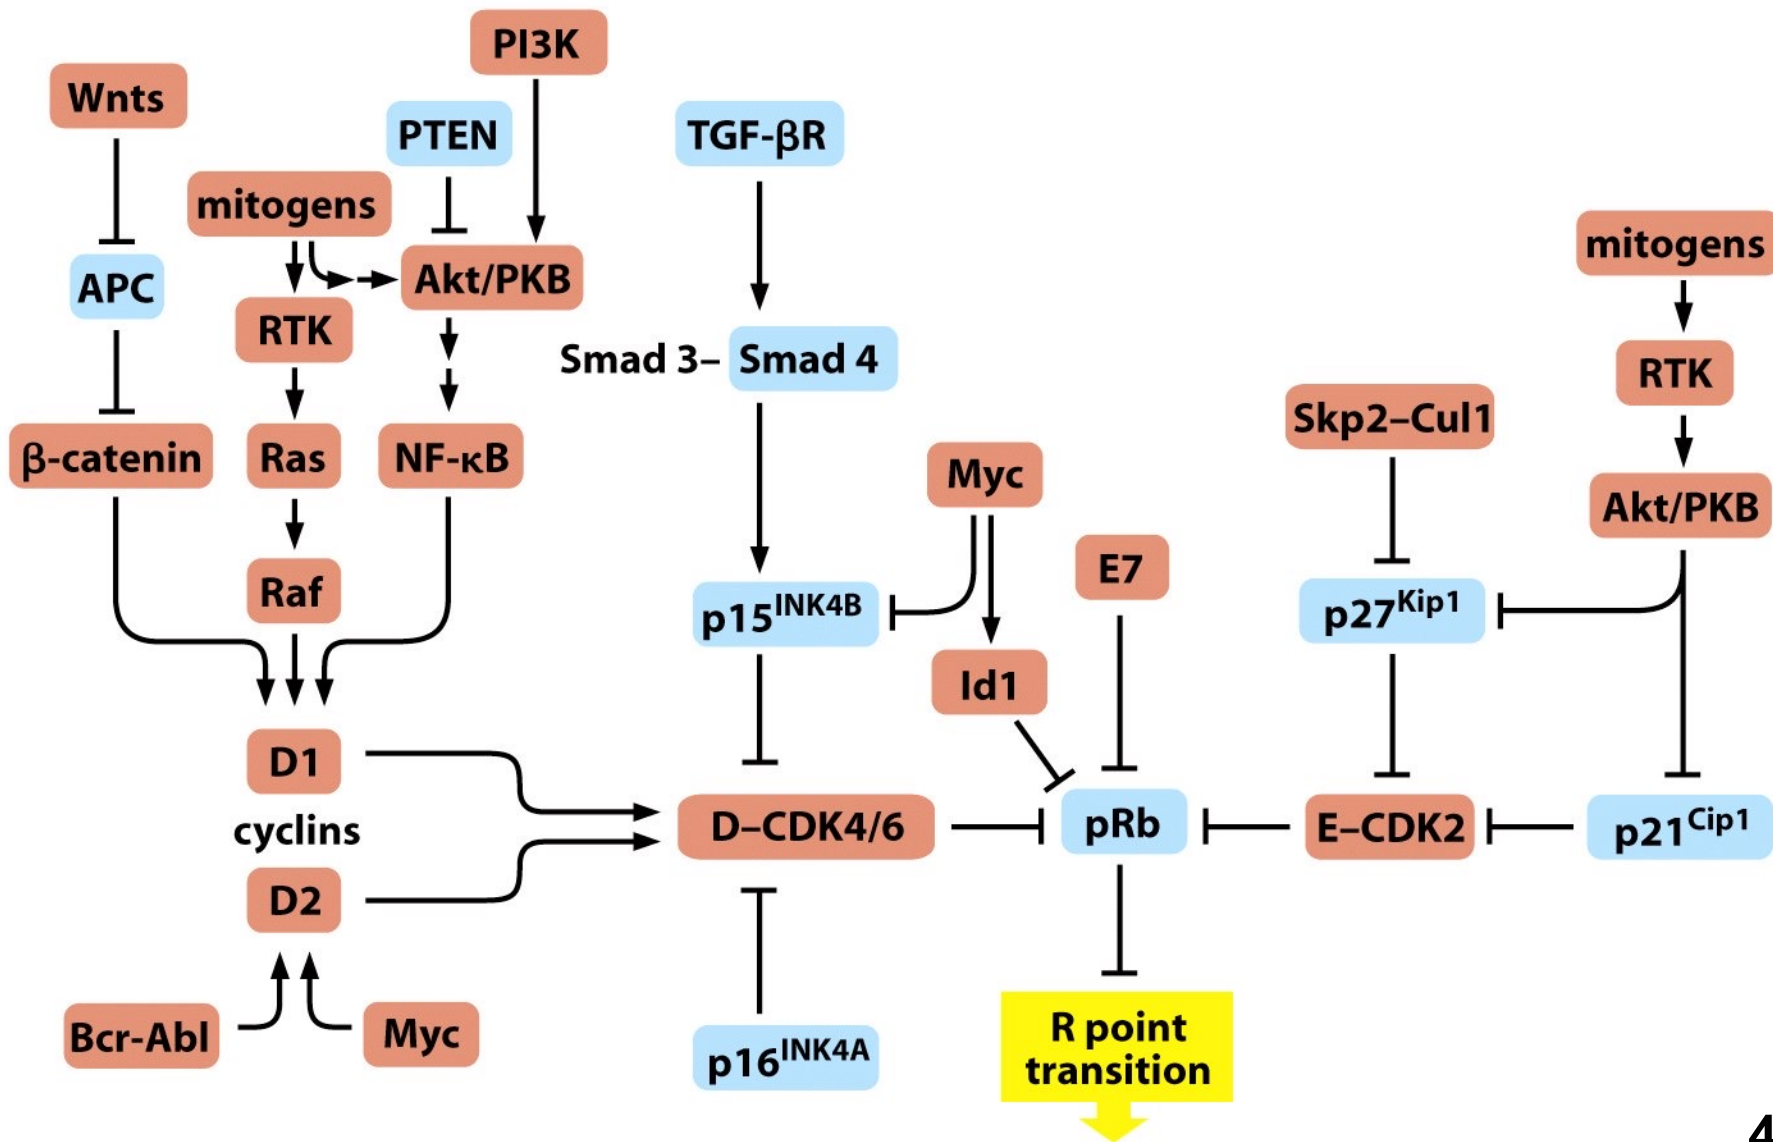 PI3K
Wnts
PTEN
TGF-βR
mitogens
mitogens
APC
Akt/PKB
RTK
Smad 3–
Smad 4
RTK
Skp2–Cul1
β-catenin
Ras
NF-κB
Myc
Akt/PKB
E7
Raf
p15INK4B
p27Kip1
Id1
D1
cyclins
D2
D–CDK4/6
pRb
E–CDK2
p21Cip1
Bcr-Abl
Myc
p16INK4A
R point
transition
4